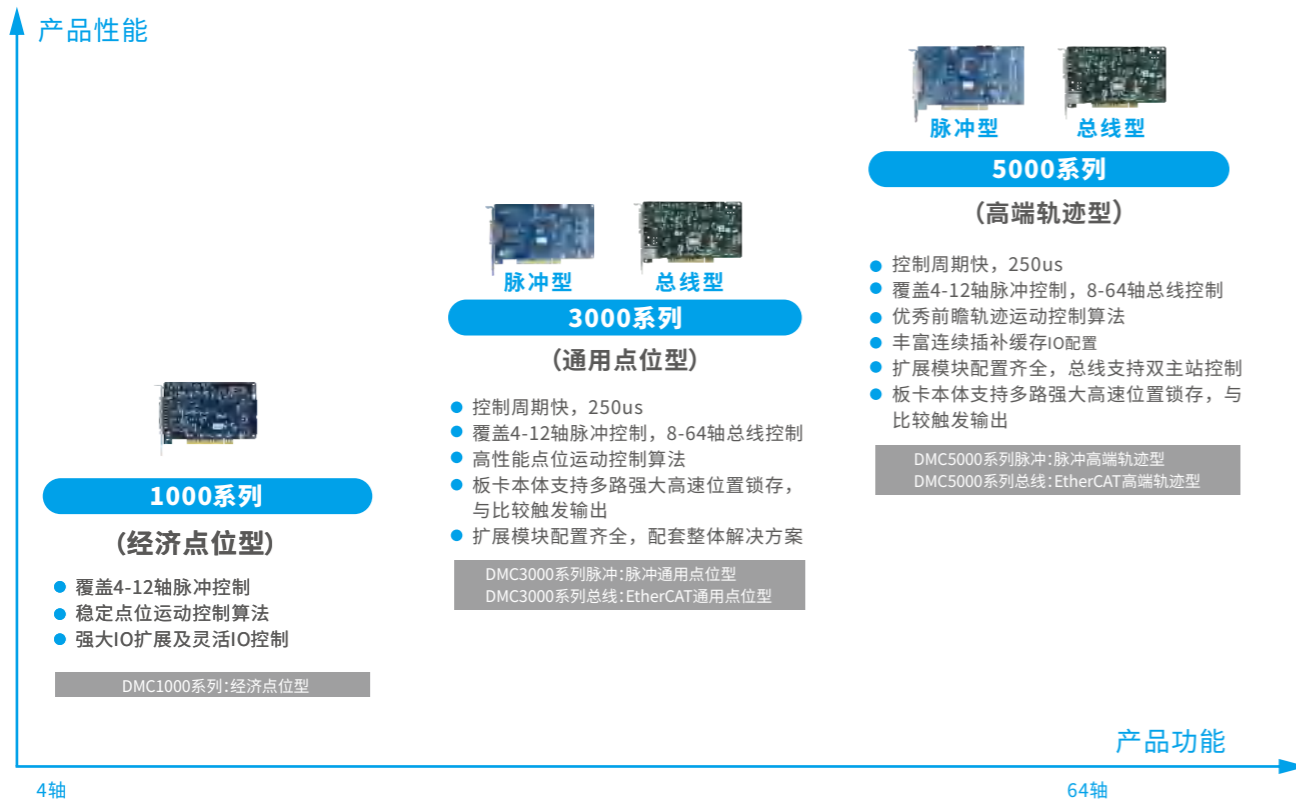 产品性能
脉冲型
总线型
5000系列
（高端轨迹型）
控制周期快，250us
覆盖4-12轴脉冲控制，8-64轴总线控制
优秀前瞻轨迹运动控制算法
丰富连续插补缓存IO配置
扩展模块配置齐全，总线支持双主站控制
板卡本体支持多路强大高速位置锁存，与
比较触发输出
DMC5000系列脉冲：脉冲高端轨迹型
DMC5000系列总线：EtherCAT高端轨迹型
脉冲型
总线型
3000系列
（通用点位型）
控制周期快，250us
覆盖4-12轴脉冲控制，8-64轴总线控制
高性能点位运动控制算法
板卡本体支持多路强大高速位置锁存，
与比较触发输出
扩展模块配置齐全，配套整体解决方案
DMC3000系列脉冲：脉冲通用点位型
DMC3000系列总线：EtherCAT通用点位型
1000系列
（经济点位型）
覆盖4-12轴脉冲控制
稳定点位运动控制算法
强大IO扩展及灵活IO控制
DMC1000系列：经济点位型
产品功能
4轴
64轴